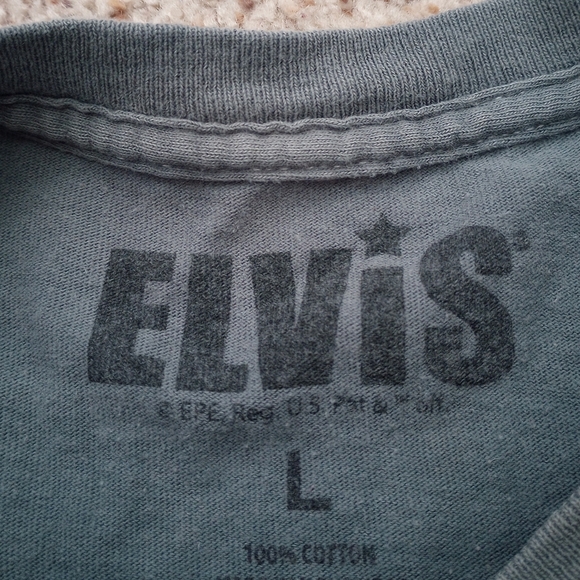 ELViS®
© EPE, Reg. U.S. Pat & ™ off.
L
100% COTTON